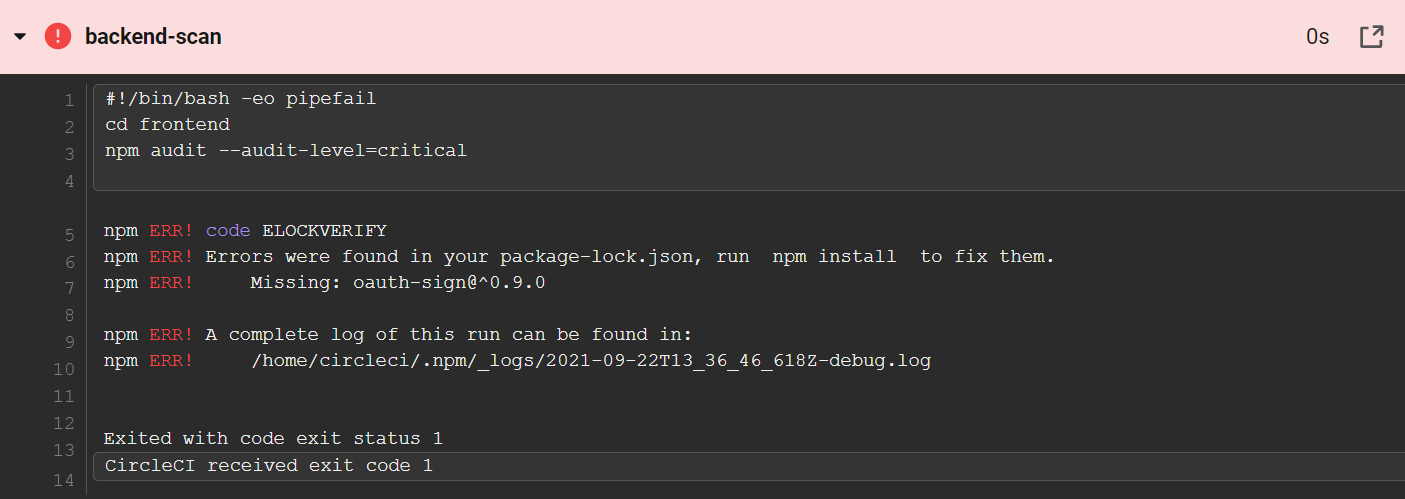 backend-scan
0s
1 #!/bin/bash -eo pipefail
2 cd frontend
3 npm audit --audit-level=critical
4
5 npm ERR! code ELOCKVERIFY
6 npm ERR! Errors were found in your package-lock.json, run  npm install  to fix them.
7 npm ERR!     Missing: oauth-sign@^0.9.0
8
9 npm ERR! A complete log of this run can be found in:
10 npm ERR!     /home/circleci/.npm/_logs/2021-09-22T13_36_46_618Z-debug.log
11
12
13 Exited with code exit status 1
14 CircleCI received exit code 1